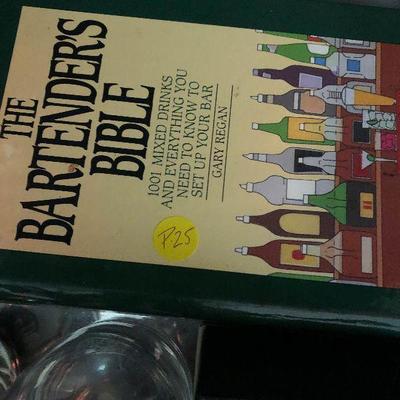 THE
BARTENDER'S
BIBLE
1001 MIXED DRINKS
AND EVERYTHING YOU
NEED TO KNOW TO
SET UP YOUR BAR
GARY REGAN
P.25